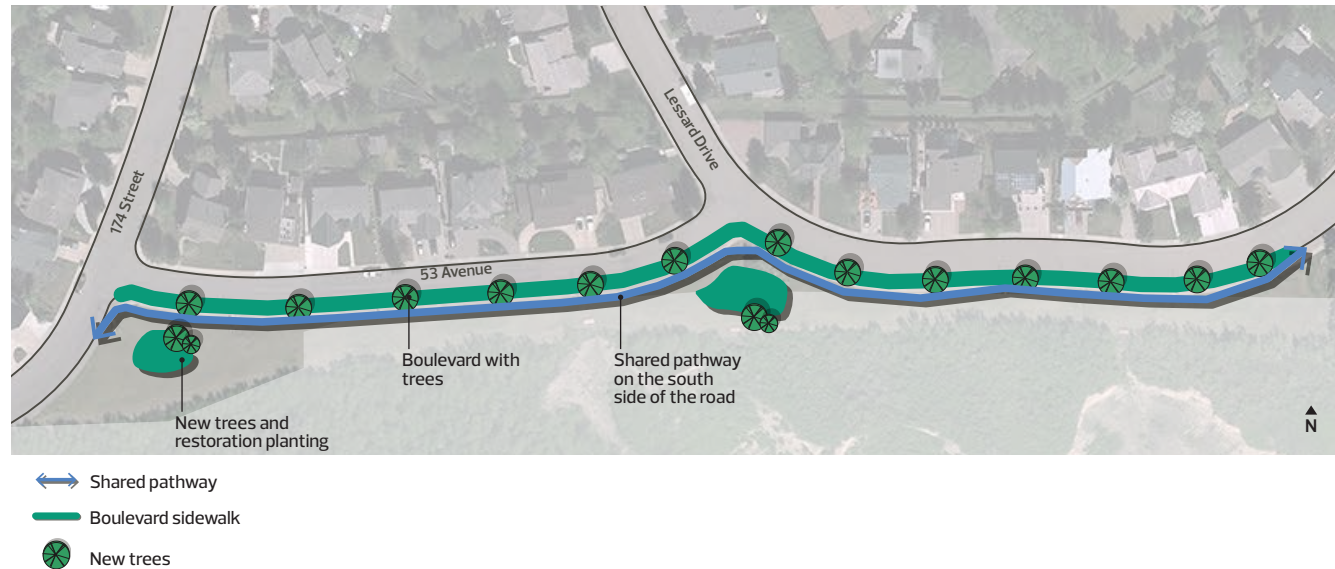 174 Street
Lessard Drive
53 Avenue
Boulevard with
trees
Shared pathway
on the south
side of the road
New trees and
restoration planting
N
Shared pathway
Boulevard sidewalk
New trees